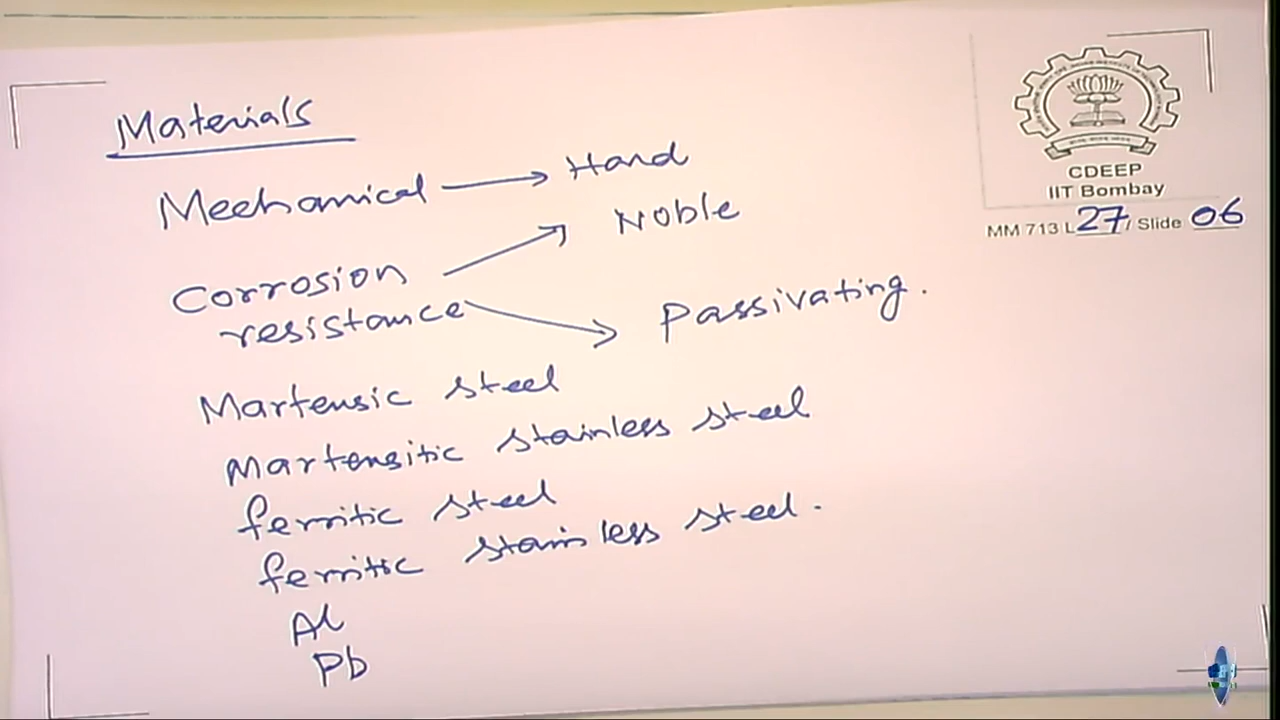 Materials
Mechanical → Hard
Corrosion resistance → Noble
→ Passivating.
Martensic steel
Martensitic stainless steel
ferritic steel
ferritic stainless steel.
Al
Pb
CDEEP
IIT Bombay
MM 713 L 27 / Slide 06